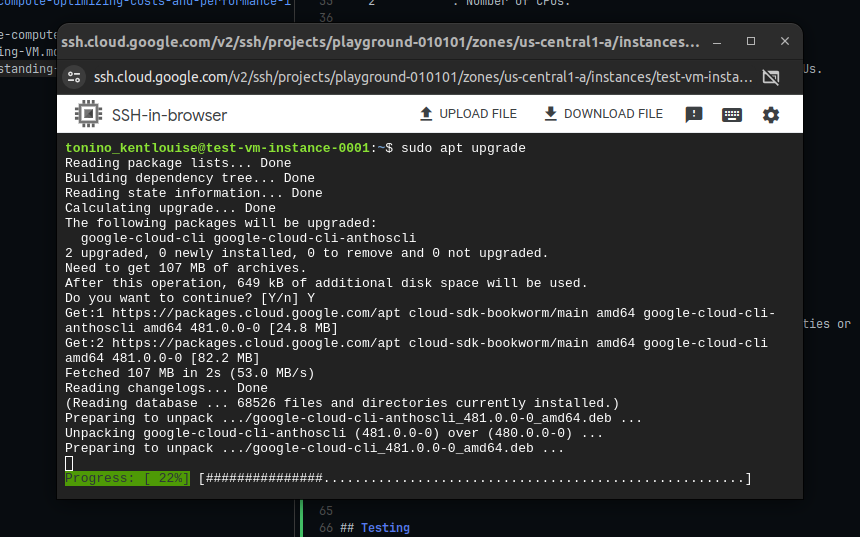 compute-optimizing-costs-and-performance-i
35 2 . Number of CPUs.
36
e-compute
ing-VM.mo
standing-
Us.
ssh.cloud.google.com/v2/ssh/projects/playground-010101/zones/us-central1-a/instances...
ssh.cloud.google.com/v2/ssh/projects/playground-010101/zones/us-central1-a/instances/test-vm-insta...
SSH-in-browser
UPLOAD FILE
DOWNLOAD FILE
tonino_kentlouise@test-vm-instance-0001:~$ sudo apt upgrade
Reading package lists... Done
Building dependency tree... Done
Reading state information... Done
Calculating upgrade... Done
The following packages will be upgraded:
google-cloud-cli google-cloud-cli-anthoscli
2 upgraded, 0 newly installed, 0 to remove and 0 not upgraded.
Need to get 107 MB of archives.
After this operation, 649 kB of additional disk space will be used.
Do you want to continue? [Y/n] Y
Get:1 https://packages.cloud.google.com/apt cloud-sdk-bookworm/main amd64 google-cloud-cli-
anthoscli amd64 481.0.0-0 [24.8 MB]
Get:2 https://packages.cloud.google.com/apt cloud-sdk-bookworm/main amd64 google-cloud-cli
amd64 481.0.0-0 [82.2 MB]
Fetched 107 MB in 2s (53.0 MB/s)
Reading changelogs... Done
(Reading database ... 68526 files and directories currently installed.)
Preparing to unpack .../google-cloud-cli-anthoscli_481.0.0-0_amd64.deb ...
Unpacking google-cloud-cli-anthoscli (481.0.0-0) over (480.0.0-0) ...
Preparing to unpack .../google-cloud-cli_481.0.0-0_amd64.deb ...
Progress: [ 22%] [###############......................................................]
ties or
65
66 ## Testing